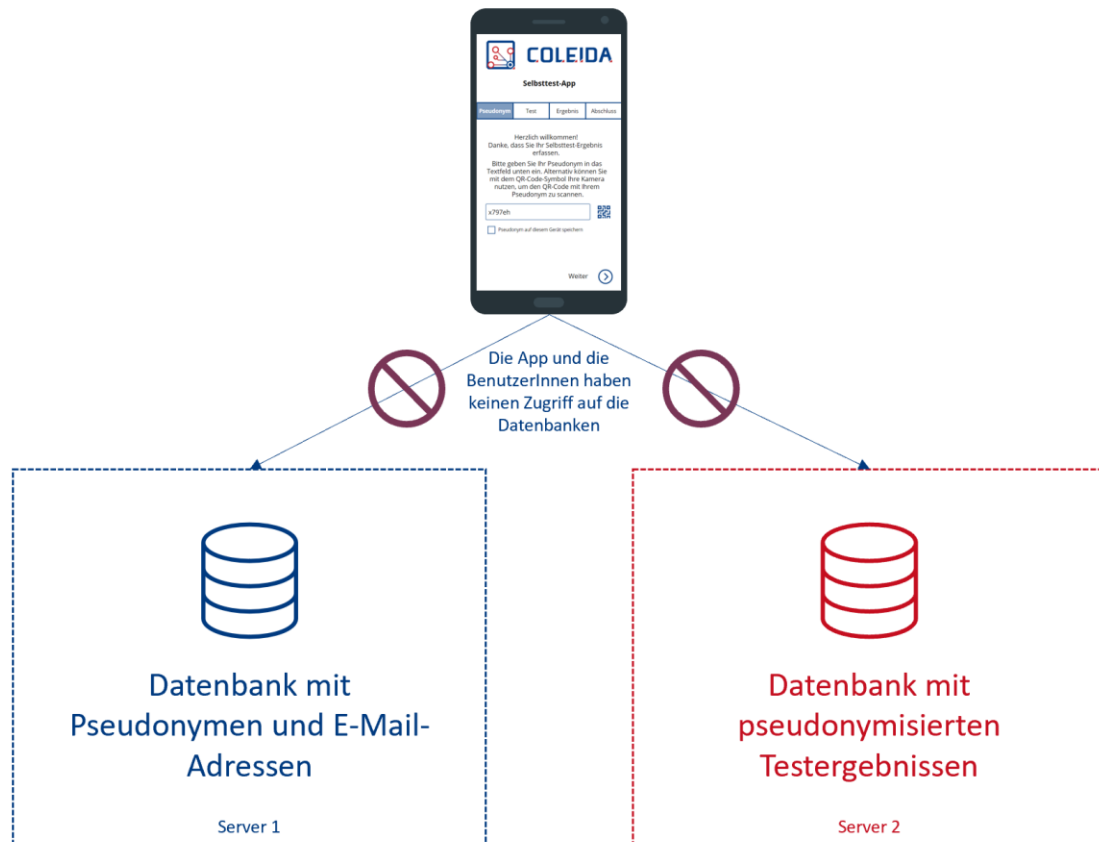 COLEIDA
Selbsttest-App
Pseudonym Test Ergebnis Abschluss
Herzlich willkommen!
Danke, dass Sie Ihr Selbsttest-Ergebnis
erfassen.
Bitte geben Sie Ihr Pseudonym in das
Textfeld unten ein. Alternativ können Sie
mit dem QR-Code-Symbol Ihre Kamera
nutzen, um den QR-Code mit Ihrem
Pseudonym zu scannen.
x797eh
Pseudonym auf diesem Gerät speichern
Weiter
Die App und die
BenutzerInnen haben
keinen Zugriff auf die
Datenbanken
Datenbank mit
Pseudonymen und E-Mail-
Adressen
Server 1
Datenbank mit
pseudonymisierten
Testergebnissen
Server 2